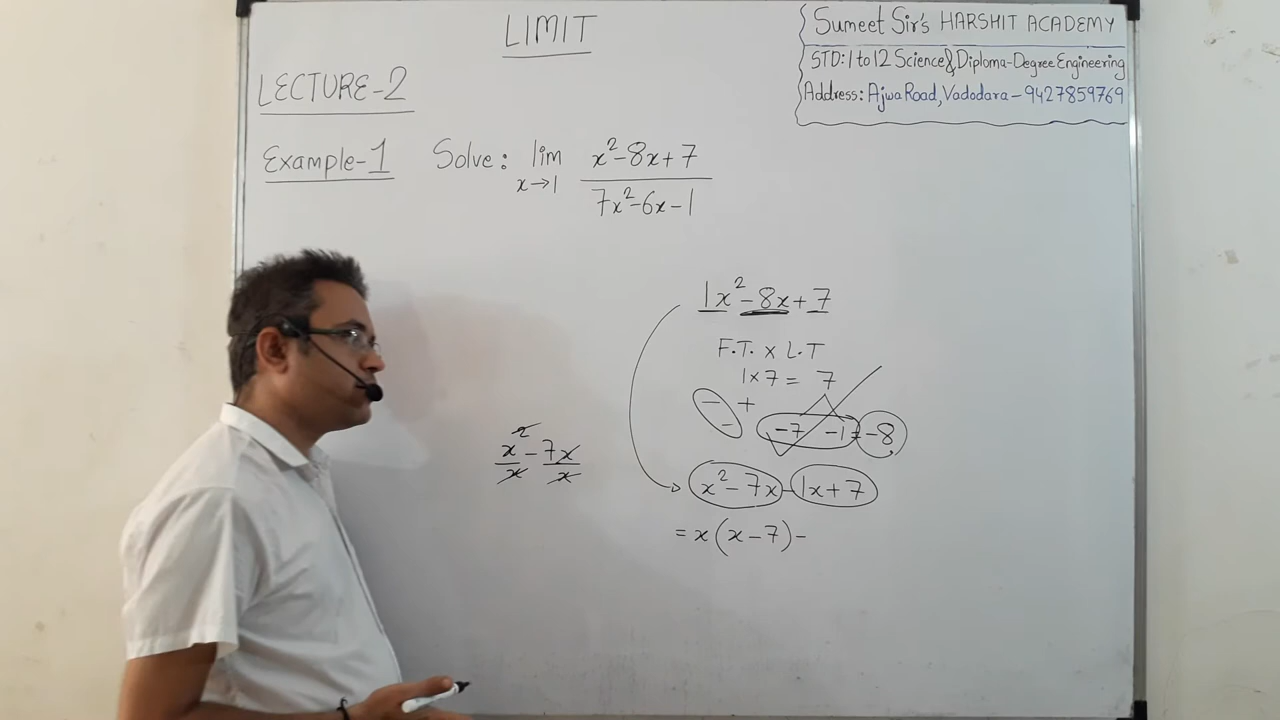 LIMIT
Sumeet Sir's HARSHIT ACADEMY
STD: 1 to 12 Science & Diploma-Degree Engineering
Address: Ajwa Road, Vadodara - 9427859769
LECTURE-2
Example-1 Solve: lim x→1 (x²-8x+7)/(7x²-6x-1)
1x²-8x+7
F.T. x L.T
1x7 = 7
- +
-
-7 -1 = -8
x²/x - 7x/x
x²-7x -1x+7
= x(x-7)-